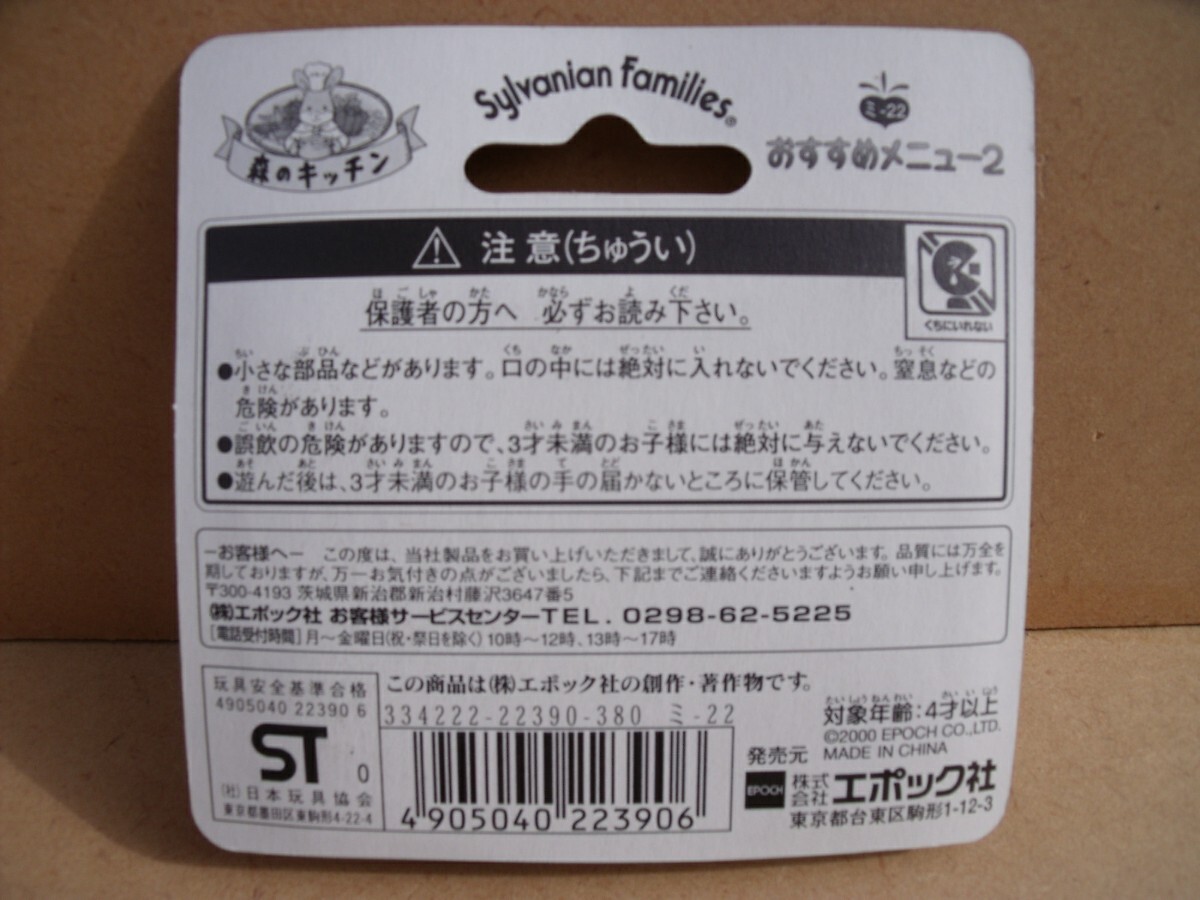 森のキッチン
Sylvanian Families®
ミ-22
おすすめメニュー2
注意(ちゅうい)
くちにいれない
保護者の方へ 必ずお読み下さい。
●小さな部品などがあります。口の中には絶対に入れないでください。窒息などの
危険があります。
●誤飲の危険がありますので、3才未満のお子様には絶対に与えないでください。
●遊んだ後は、3才未満のお子様の手の届かないところに保管してください。
−お客様へ− この度は、当社製品をお買い上げいただきまして、誠にありがとうございます。品質には万全を
期しておりますが、万一お気付きの点がございましたら、下記までご連絡くださいますようお願い申し上げます。
〒300-4193 茨城県新治郡新治村藤沢3647番5
(株)エポック社 お客様サービスセンターTEL. 0298-62-5225
[電話受付時間]月〜金曜日(祝・祭日を除く)10時〜12時、13時〜17時
玩具安全基準合格
4905040 22390 6
ST 0
(社)日本玩具協会
東京都墨田区東駒形4-22-4
この商品は(株)エポック社の創作・著作物です。
334222-22390-380 ミ-22
4 905040 223906
対象年齢:4才以上
©2000 EPOCH CO.,LTD.
MADE IN CHINA
発売元
EPOCH 株式会社 エポック社
東京都台東区駒形1-12-3